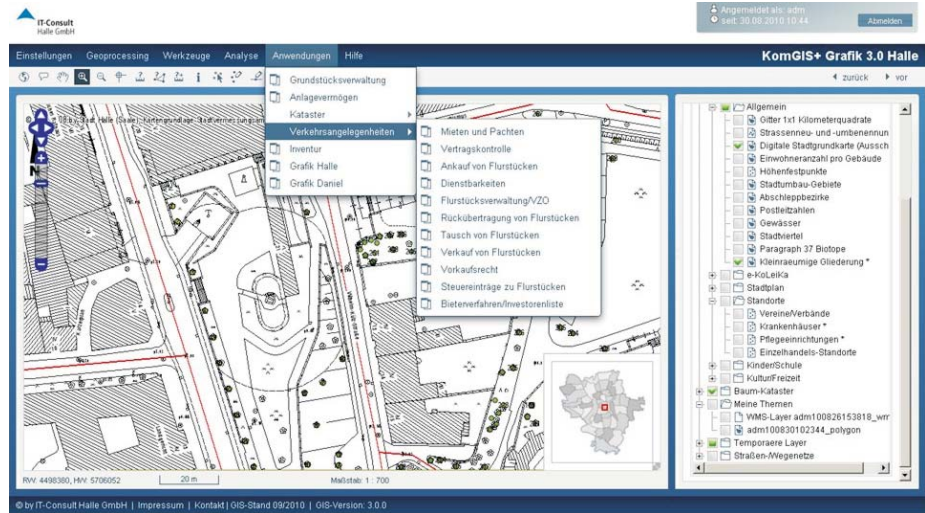 IT-Consult
Halle GmbH
Angemeldet als: adm
seit: 30.08.2010 10:44
Abmelden
Einstellungen Geoprocessing Werkzeuge Analyse Anwendungen Hilfe
KomGIS+ Grafik 3.0 Halle
zurück vor
Grundstücksverwaltung
Anlagevermögen
Kataster
Verkehrsangelegenheiten
Inventur
Grafik Halle
Grafik Daniel
Mieten und Pachten
Vertragskontrolle
Ankauf von Flurstücken
Dienstbarkeiten
Flurstücksverwaltung/VZO
Rückübertragung von Flurstücken
Tausch von Flurstücken
Verkauf von Flurstücken
Vorkaufsrecht
Steuereinträge zu Flurstücken
Bieterverfahren/Investorenliste
N
Allgemein
Gitter 1x1 Kilometerquadrate
Strassenneu- und -umbenennun
Digitale Stadtgrundkarte (Aussch
Einwohneranzahl pro Gebäude
Höhenfestpunkte
Stadtumbau-Gebiete
Abschleppbezirke
Postleitzahlen
Gewässer
Stadtviertel
Paragraph 37 Biotope
Kleinraeumige Gliederung *
e-KoLeiKa
Stadtplan
Standorte
Vereine/Verbände
Krankenhäuser *
Pflegeeinrichtungen *
Einzelhandels-Standorte
Kinder/Schule
Kultur/Freizeit
Baum-Kataster
Meine Themen
WMS-Layer adm100826153818_wm
adm100830102344_polygon
Temporaere Layer
Straßen-/Wegenetze
RW: 4498380, HW: 5706052
20 m
Maßstab: 1 : 700
© by IT-Consult Halle GmbH | Impressum | Kontakt | GIS-Stand 09/2010 | GIS-Version: 3.0.0